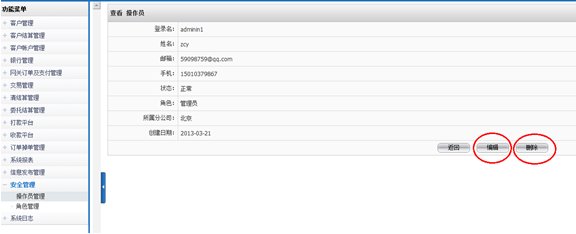 功能菜单
客户管理
客户结算管理
客户帐户管理
银行管理
网关订单及支付管理
交易管理
清结算管理
委托结算管理
打款平台
收款平台
订单掉单管理
系统报表
信息发布管理
安全管理
操作员管理
角色管理
系统日志
查看 操作员
登录名: adminin1
姓名: zcy
邮箱: 59098759@qq.com
手机: 15010379867
状态: 正常
角色: 管理员
所属分公司: 北京
创建日期: 2013-03-21
返回 编辑 删除